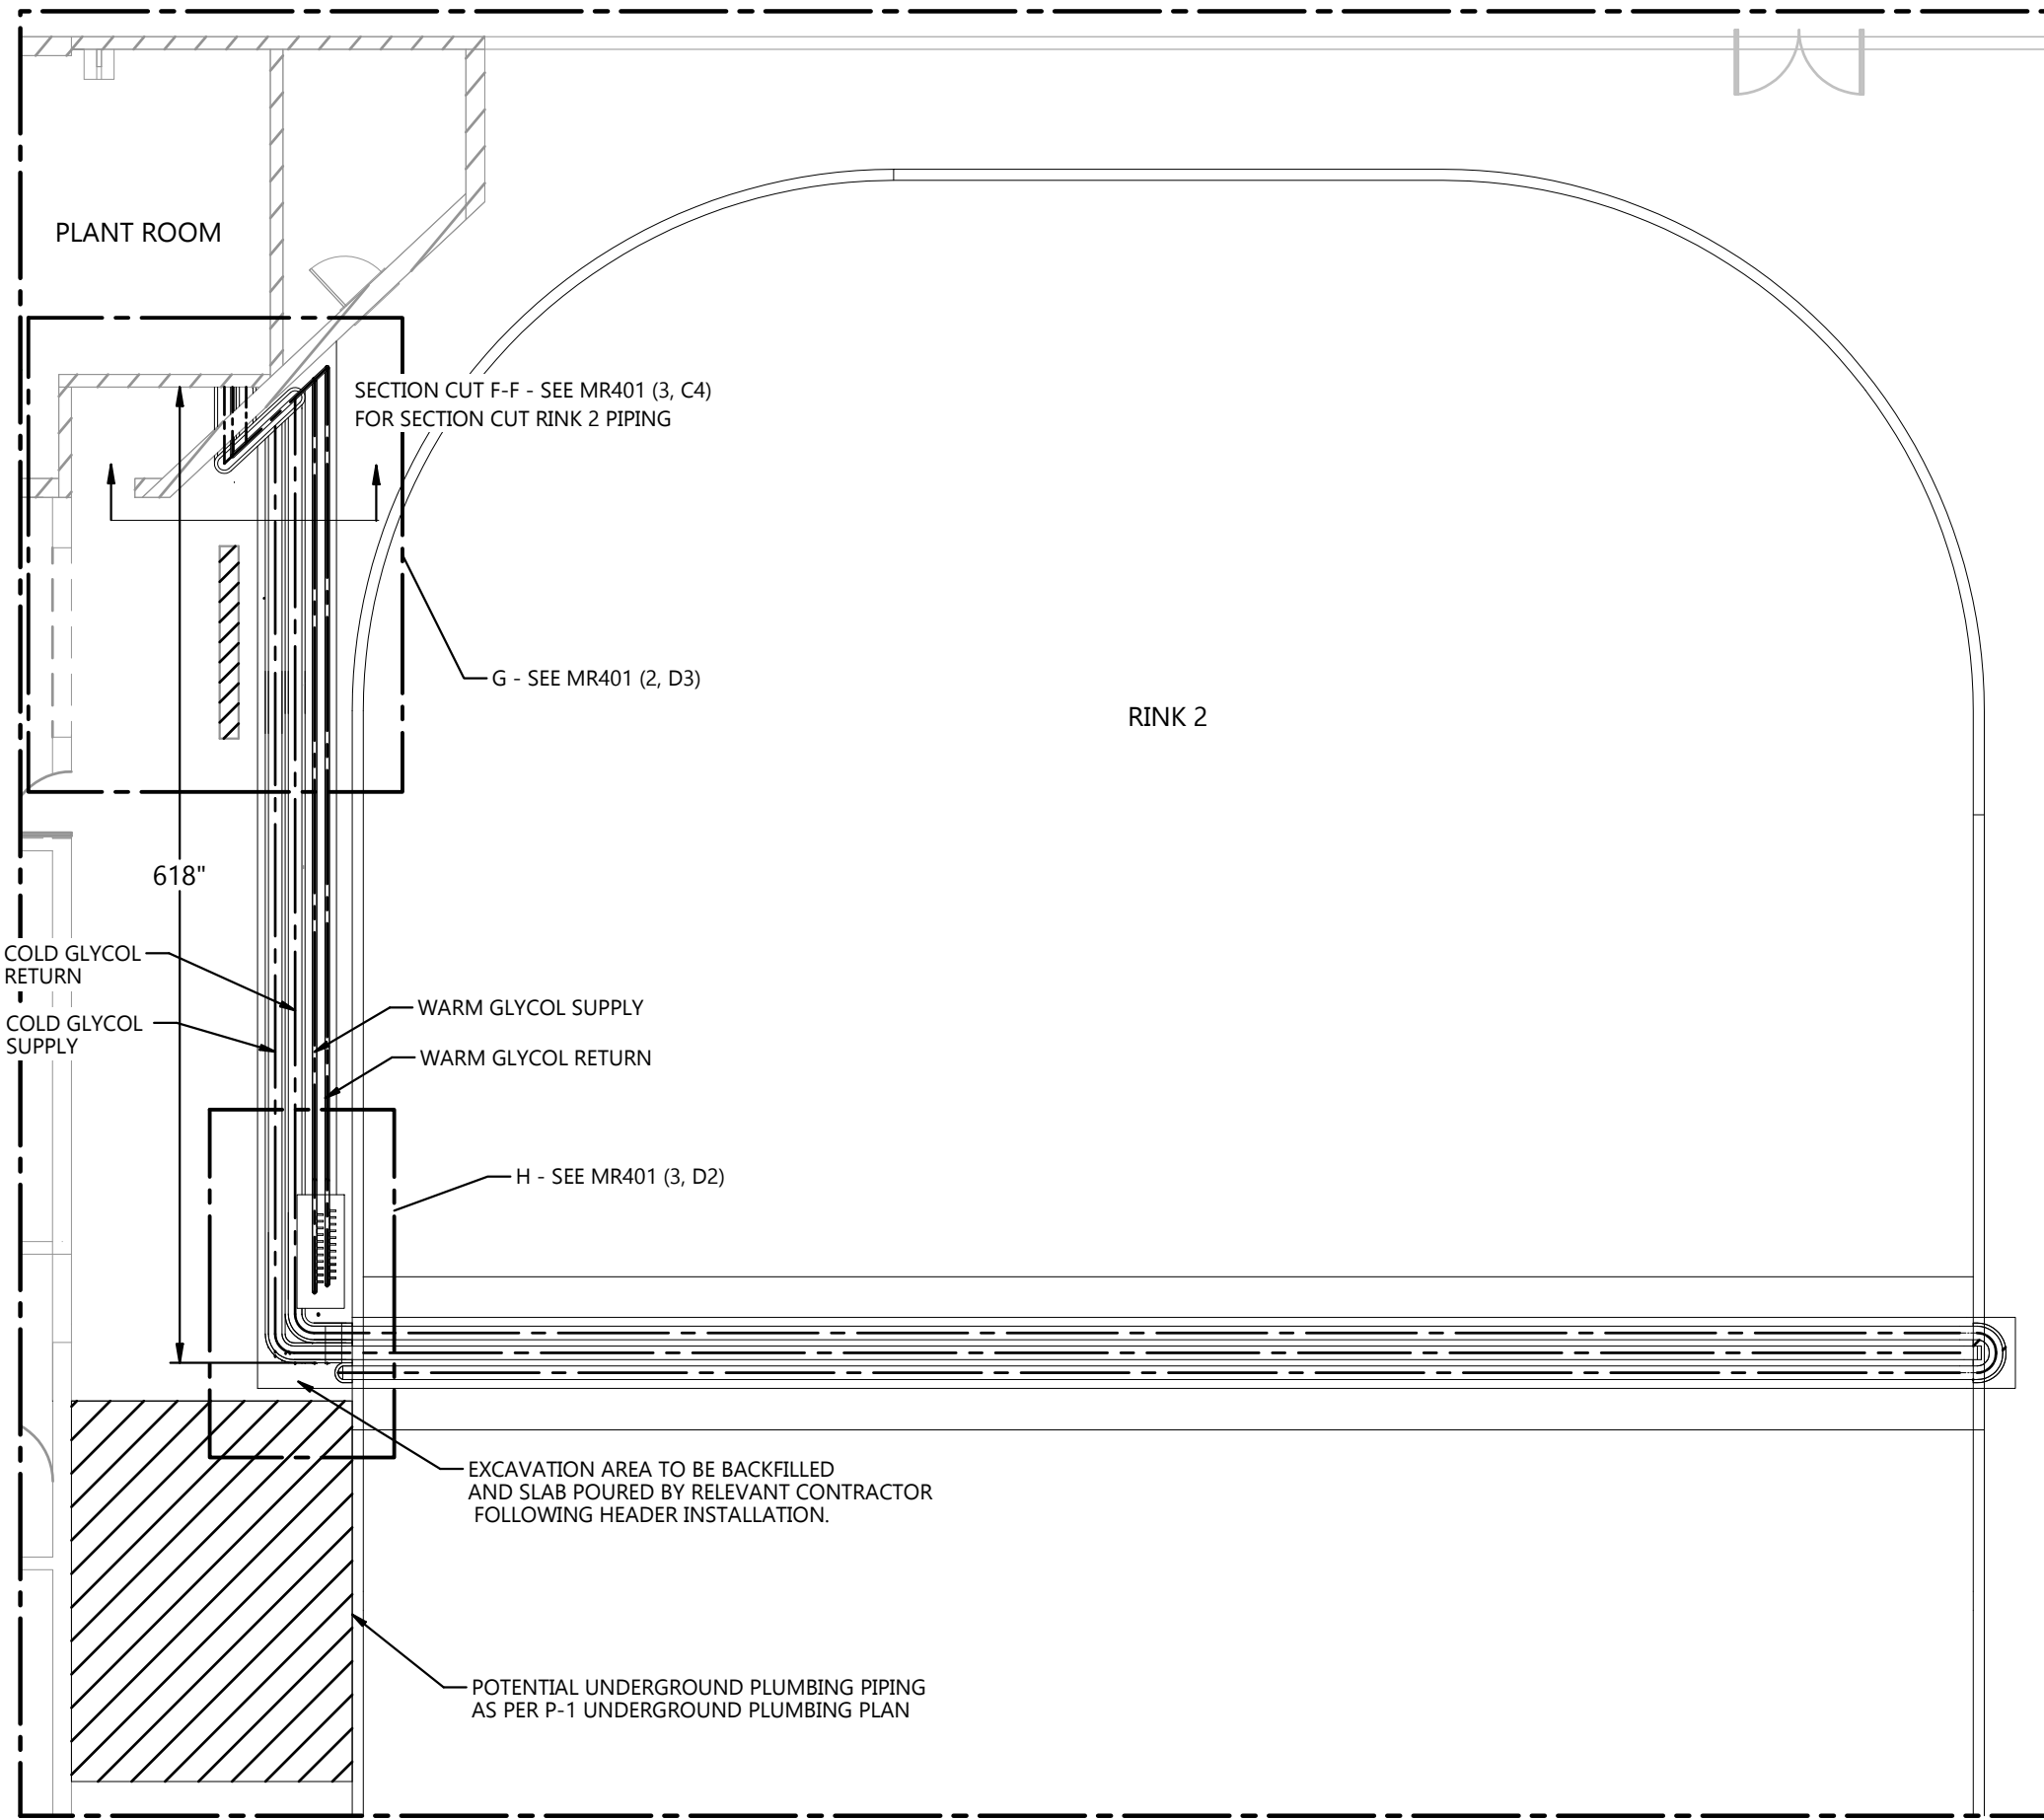 PLANT ROOM
SECTION CUT F-F - SEE MR401 (3, C4)
FOR SECTION CUT RINK 2 PIPING
G - SEE MR401 (2, D3)
RINK 2
618"
COLD GLYCOL
RETURN
COLD GLYCOL
SUPPLY
WARM GLYCOL SUPPLY
WARM GLYCOL RETURN
H - SEE MR401 (3, D2)
EXCAVATION AREA TO BE BACKFILLED
AND SLAB POURED BY RELEVANT CONTRACTOR
FOLLOWING HEADER INSTALLATION.
POTENTIAL UNDERGROUND PLUMBING PIPING
AS PER P-1 UNDERGROUND PLUMBING PLAN